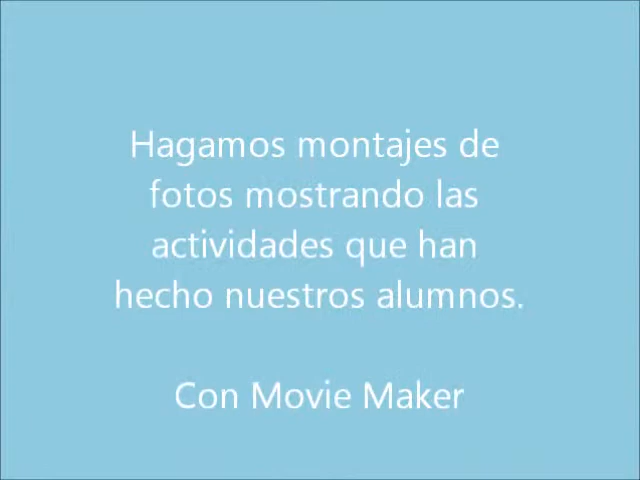 Hagamos montajes de
fotos mostrando las
actividades que han
hecho nuestros alumnos.
Con Movie Maker